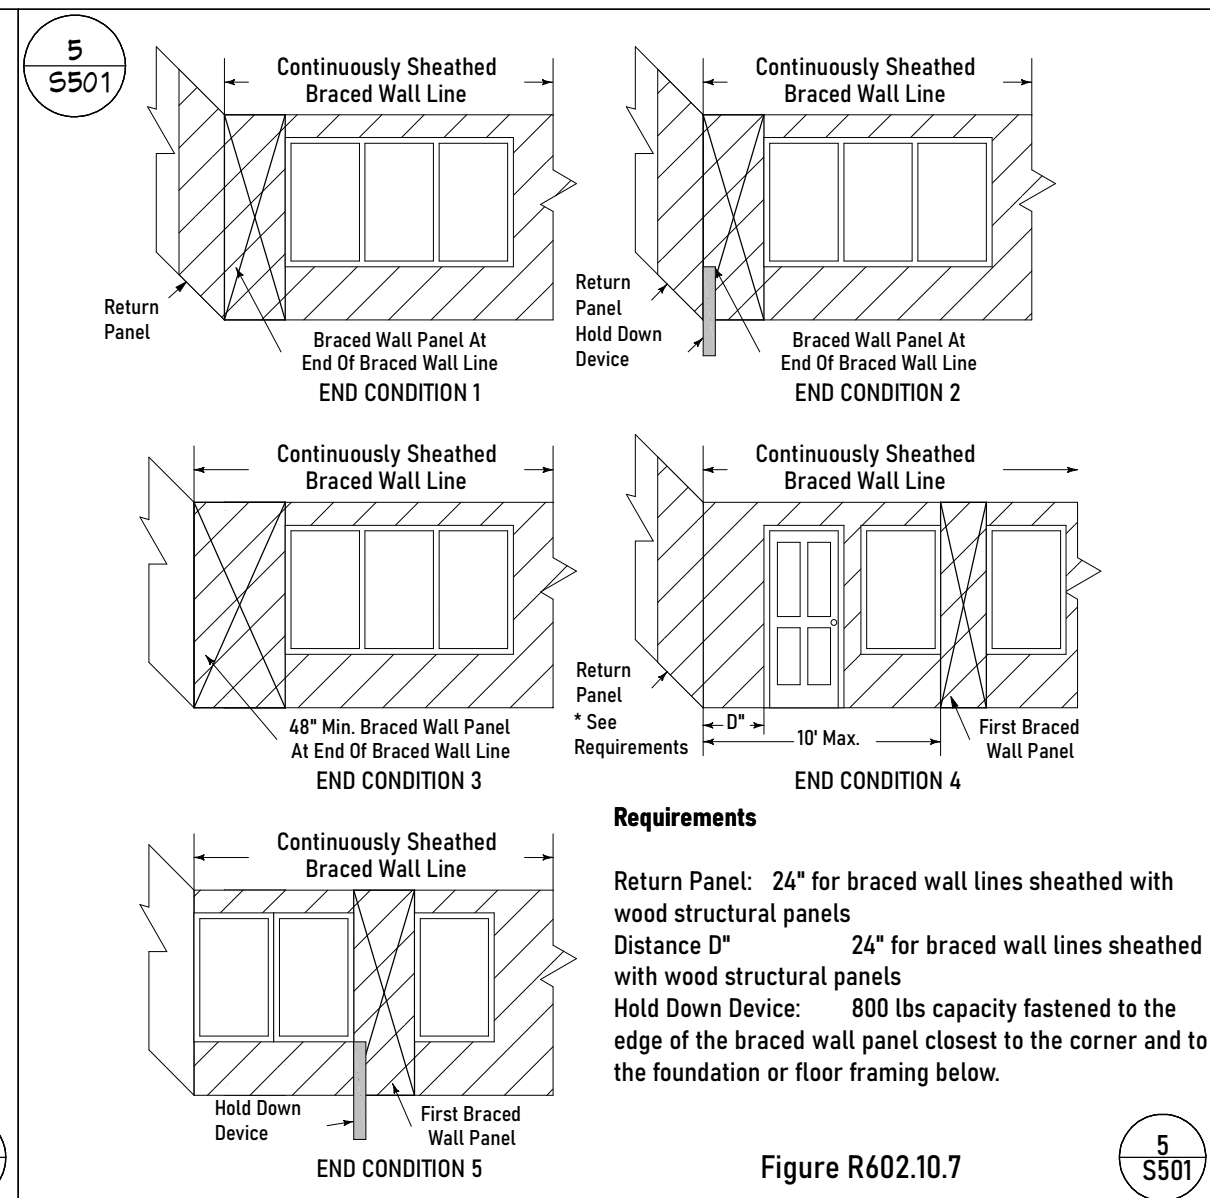 5
S501
Continuously Sheathed
Braced Wall Line
Return
Panel
Braced Wall Panel At
End Of Braced Wall Line
END CONDITION 1
Continuously Sheathed
Braced Wall Line
Return
Panel
Hold Down
Device
Braced Wall Panel At
End Of Braced Wall Line
END CONDITION 2
Continuously Sheathed
Braced Wall Line
48" Min. Braced Wall Panel
At End Of Braced Wall Line
END CONDITION 3
Continuously Sheathed
Braced Wall Line
Return
Panel
* See
Requirements
D"
10' Max.
First Braced
Wall Panel
END CONDITION 4
Continuously Sheathed
Braced Wall Line
Hold Down
Device
First Braced
Wall Panel
END CONDITION 5
Requirements
Return Panel: 24" for braced wall lines sheathed with
wood structural panels
Distance D" 24" for braced wall lines sheathed
with wood structural panels
Hold Down Device: 800 lbs capacity fastened to the
edge of the braced wall panel closest to the corner and to
the foundation or floor framing below.
Figure R602.10.7
5
S501